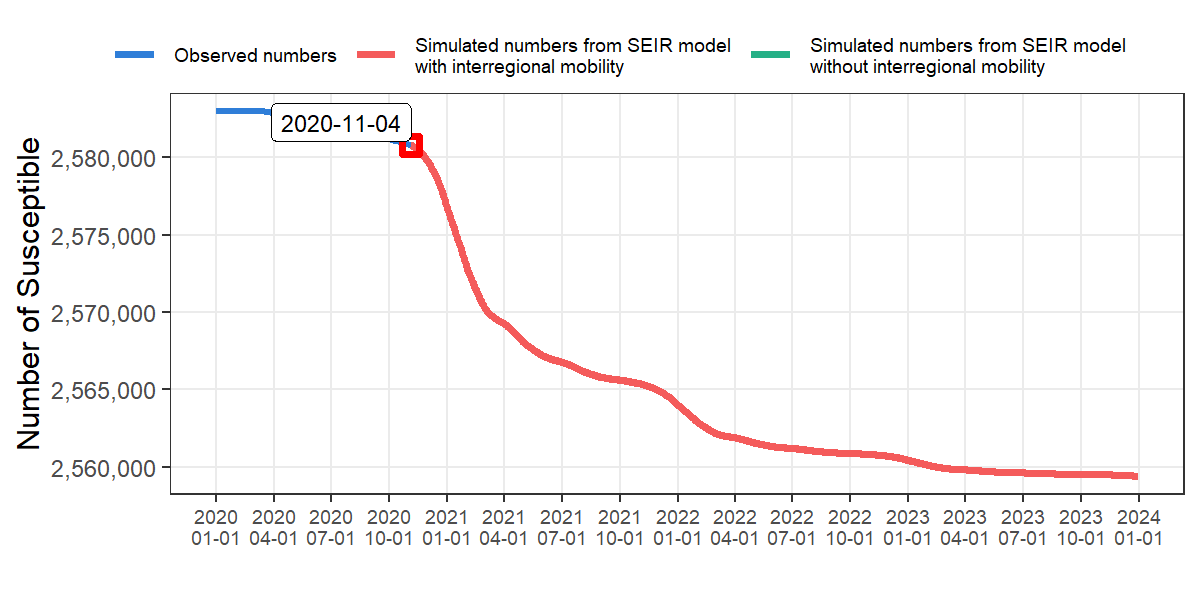 Observed numbers
Simulated numbers from SEIR model
with interregional mobility
Simulated numbers from SEIR model
without interregional mobility
2020-11-04
Number of Susceptible
2,580,000
2,575,000
2,570,000
2,565,000
2,560,000
2020 2020 2020 2020 2021 2021 2021 2021 2022 2022 2022 2022 2023 2023 2023 2023 2024
01-01 04-01 07-01 10-01 01-01 04-01 07-01 10-01 01-01 04-01 07-01 10-01 01-01 04-01 07-01 10-01 01-01